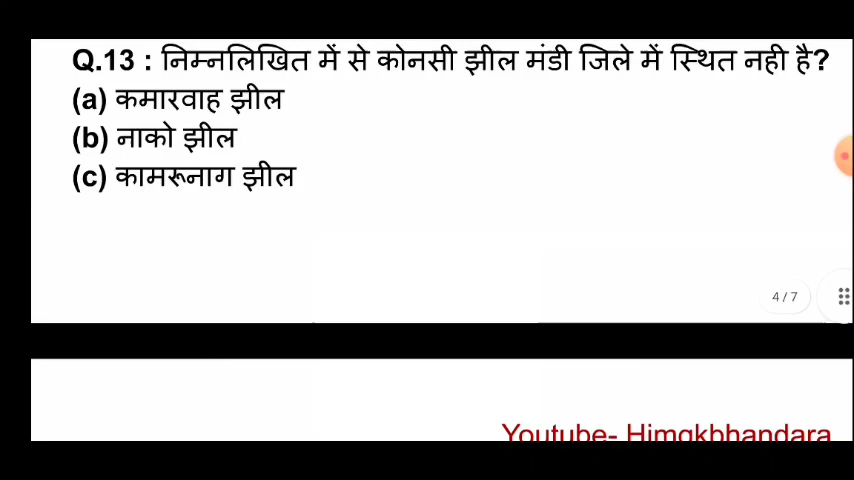 Q.13 : निम्नलिखित में से कोनसी झील मंडी जिले में स्थित नही है?
(a) कमारवाह झील
(b) नाको झील
(c) कामरूनाग झील
4 / 7
Youtube- Himgkbhandara